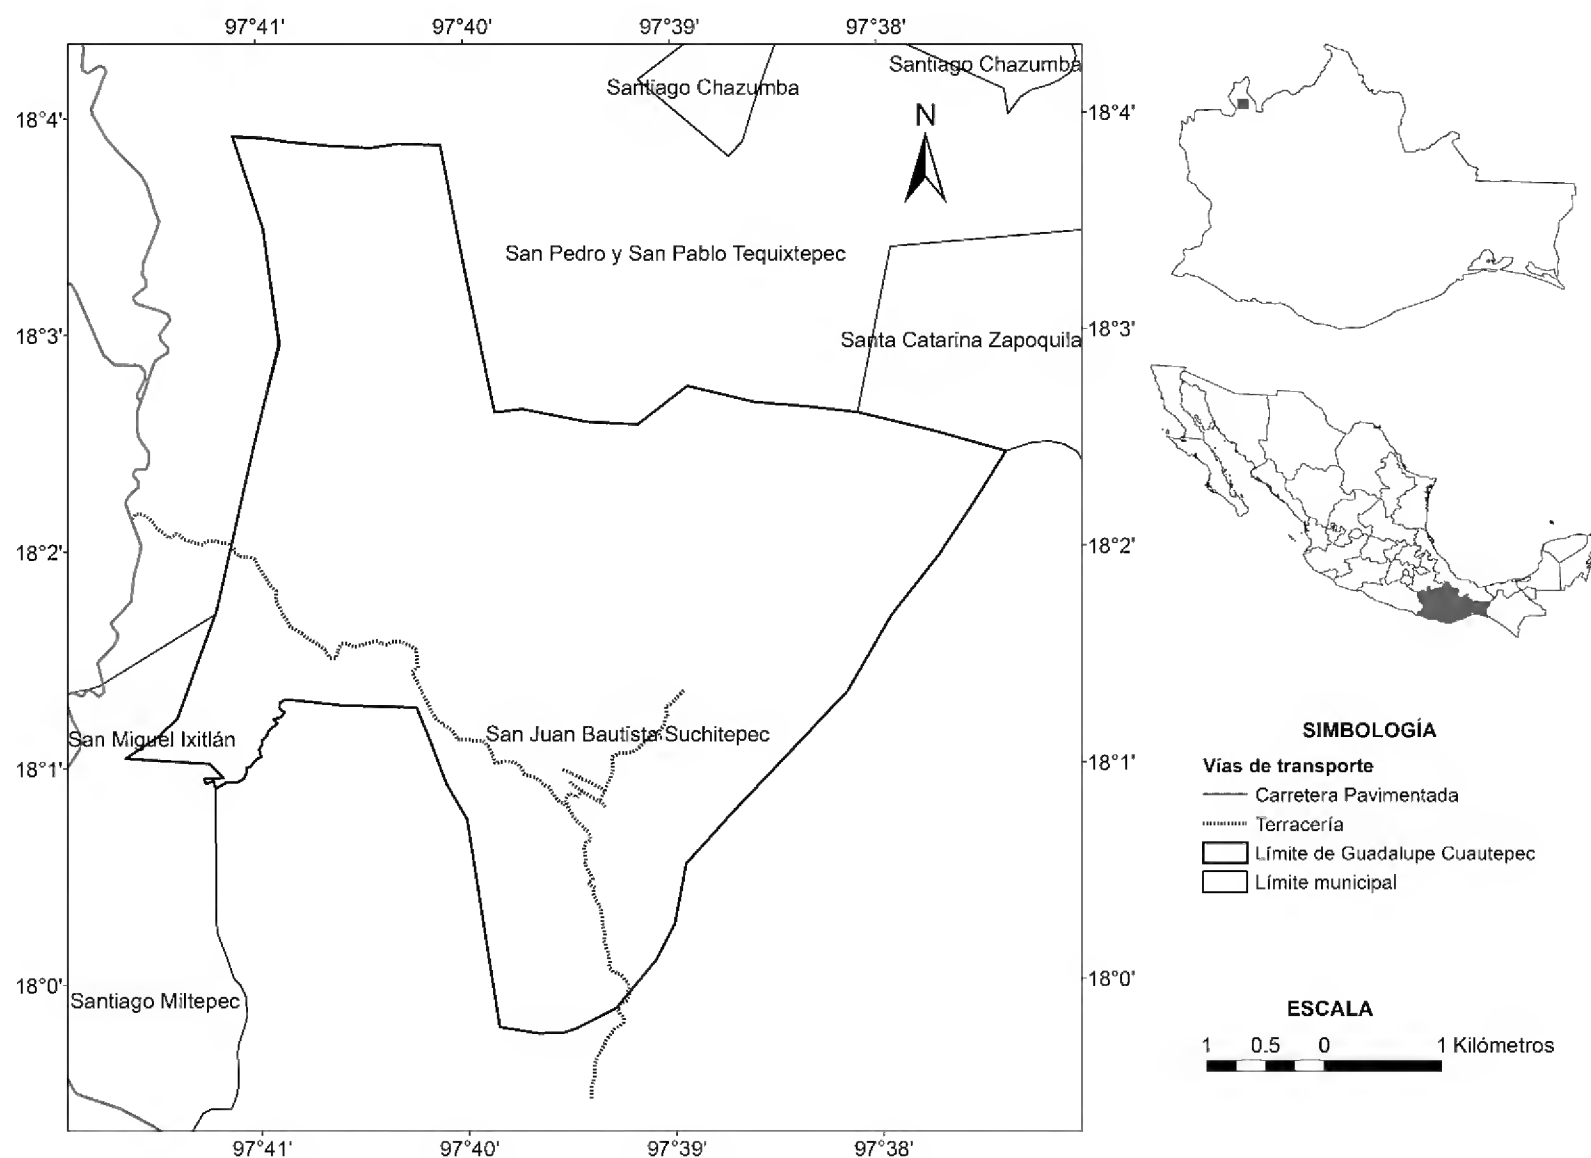 97°41' 97°40' 97°39' 97°38'
Santiago Chazumba
Santiago Chazumba
18°4' 18°4'
N
San Pedro y San Pablo Tequixtepec
18°3' 18°3'
Santa Catarina Zapoquila
18°2' 18°2'
San Miguel Ixitlán
San Juan Bautista Suchitepec
18°1' 18°1'
18°0' 18°0'
Santiago Miltepec
97°41' 97°40' 97°39' 97°38'
SIMBOLOGÍA
Vías de transporte
Carretera Pavimentada
Terracería
Límite de Guadalupe Cuautepec
Límite municipal
ESCALA
1 0.5 0 1 Kilómetros